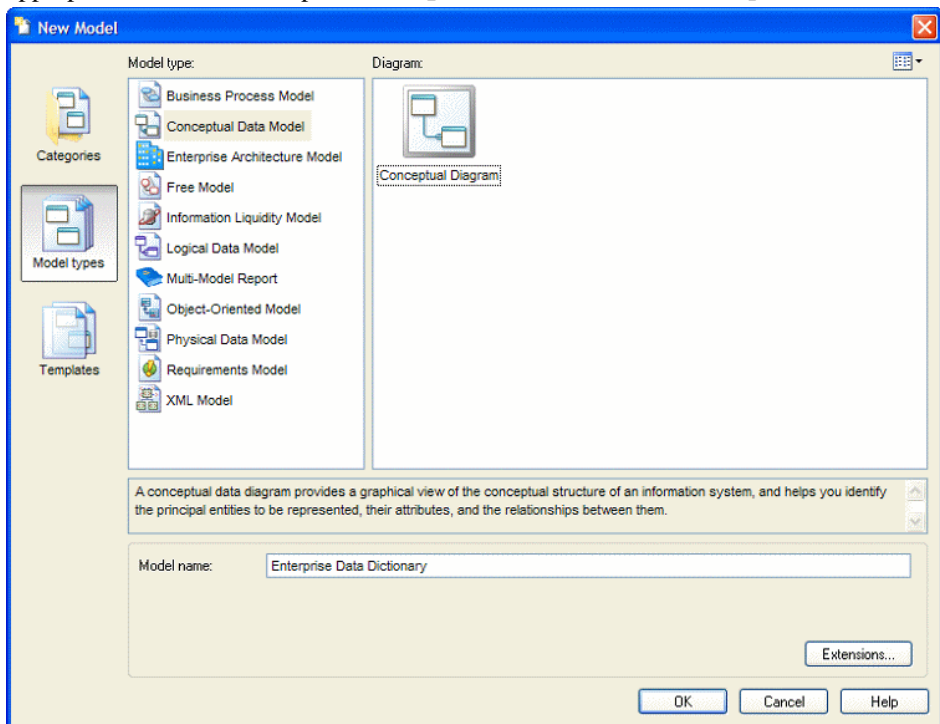 New Model
Model type:
Diagram:
Categories
Model types
Templates
Business Process Model
Conceptual Data Model
Enterprise Architecture Model
Free Model
Information Liquidity Model
Logical Data Model
Multi-Model Report
Object-Oriented Model
Physical Data Model
Requirements Model
XML Model
Conceptual Diagram
A conceptual data diagram provides a graphical view of the conceptual structure of an information system, and helps you identify
the principal entities to be represented, their attributes, and the relationships between them.
Model name:
Enterprise Data Dictionary
Extensions...
OK
Cancel
Help